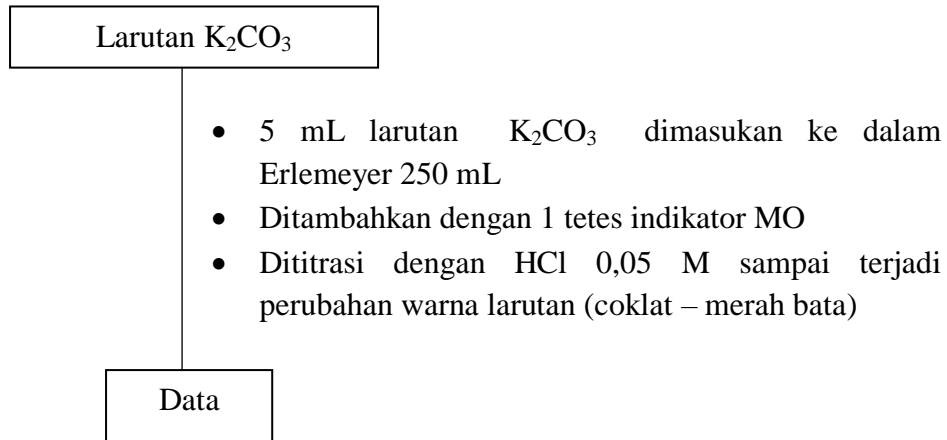 Larutan K₂CO₃
• 5 mL larutan K₂CO₃ dimasukan ke dalam
Erlemeyer 250 mL
• Ditambahkan dengan 1 tetes indikator MO
• Dititrasi dengan HCl 0,05 M sampai terjadi
perubahan warna larutan (coklat – merah bata)
Data